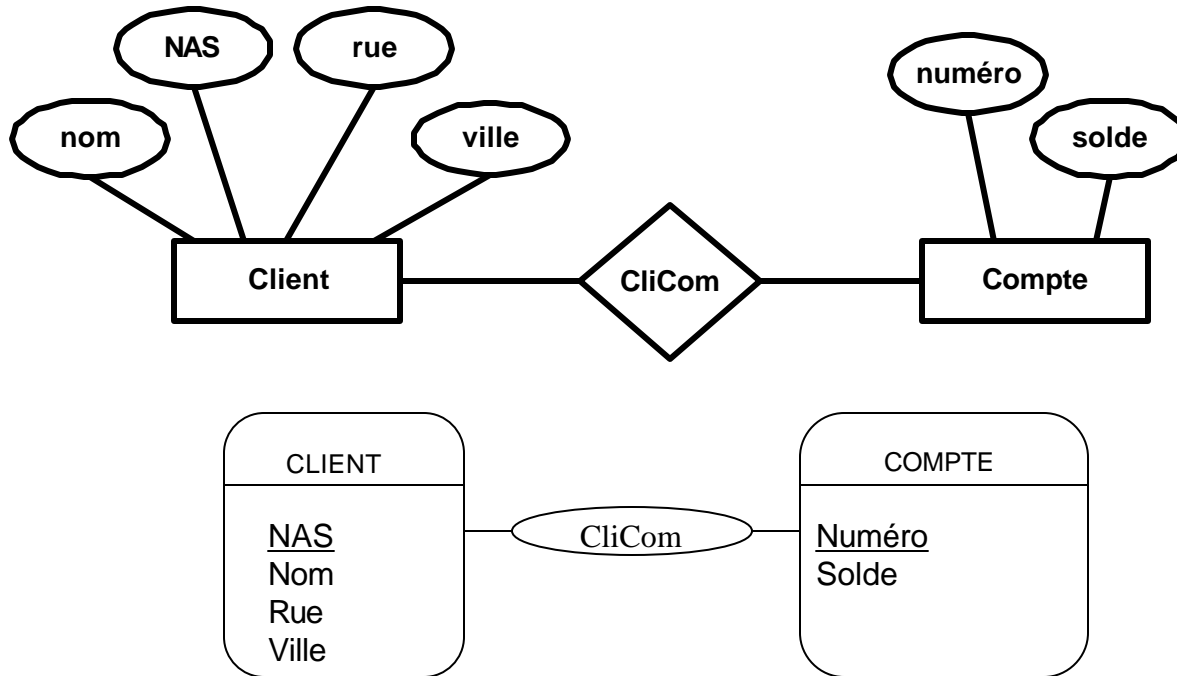 NAS
rue
numéro
nom
ville
solde
Client
CliCom
Compte
CLIENT
COMPTE
NAS
Nom
Rue
Ville
CliCom
Numéro
Solde